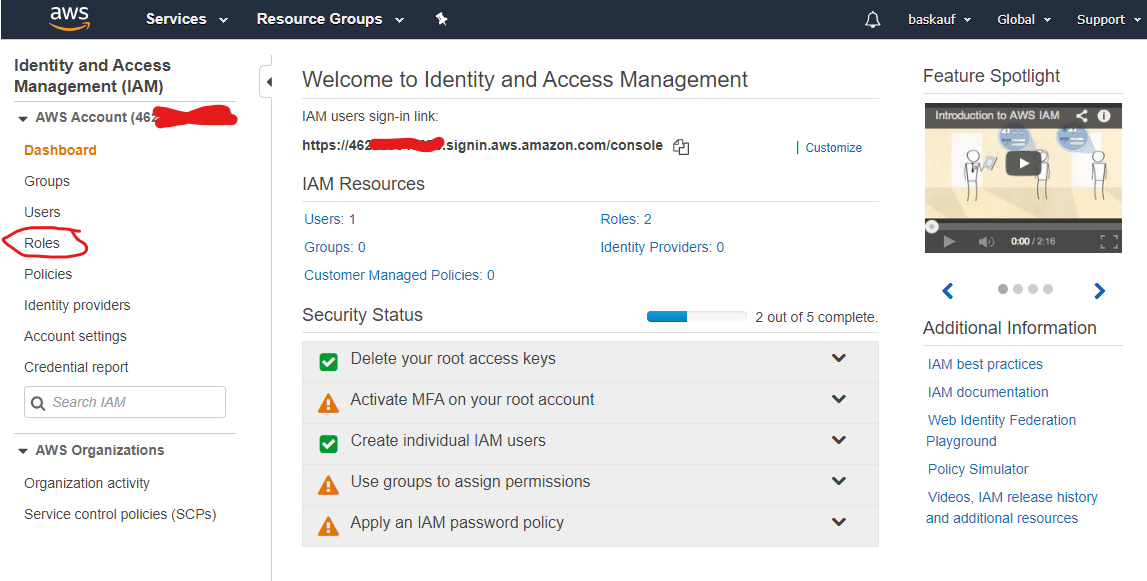 aws
Services
Resource Groups
baskauf
Global
Support
Identity and Access
Management (IAM)
AWS Account (462
Dashboard
Groups
Users
Roles
Policies
Identity providers
Account settings
Credential report
Search IAM
AWS Organizations
Organization activity
Service control policies (SCPs)
Welcome to Identity and Access Management
IAM users sign-in link:
https://462 .signin.aws.amazon.com/console
Customize
IAM Resources
Users: 1
Roles: 2
Groups: 0
Identity Providers: 0
Customer Managed Policies: 0
Security Status
2 out of 5 complete.
Delete your root access keys
Activate MFA on your root account
Create individual IAM users
Use groups to assign permissions
Apply an IAM password policy
Feature Spotlight
Introduction to AWS IAM
0:00 / 2:16
Additional Information
IAM best practices
IAM documentation
Web Identity Federation
Playground
Policy Simulator
Videos, IAM release history
and additional resources